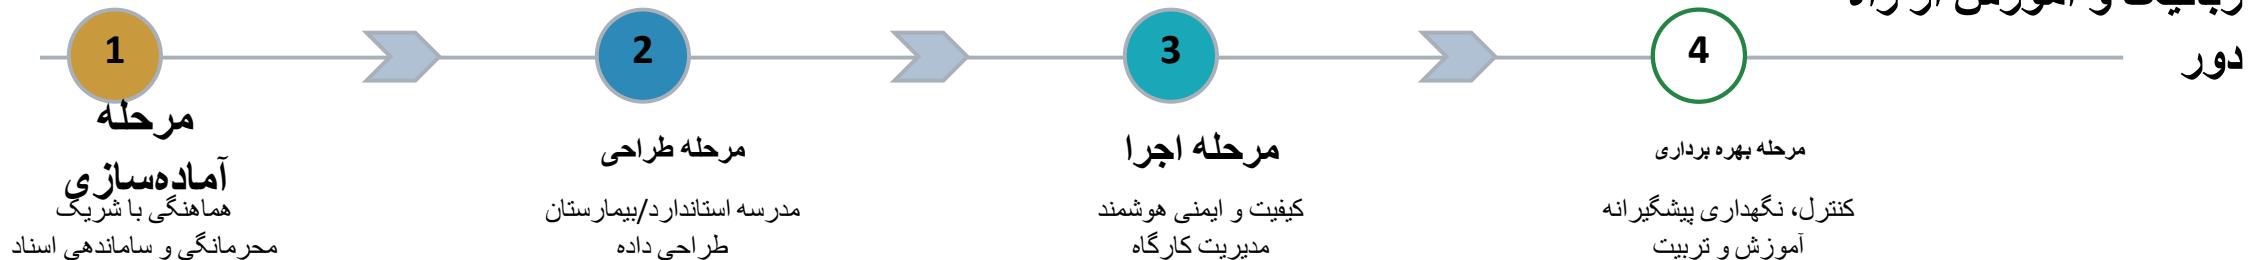 دور
1
2
3
4
مرحله
آماده‌سازی
هماهنگی با شریک
محرمانگی و ساماندهی اسناد
مرحله طراحی
مدرسه استاندارد/بیمارستان
طراحی داده
مرحله اجرا
کیفیت و ایمنی هوشمند
مدیریت کارگاه
مرحله بهره برداری
کنترل، نگهداری پیشگیرانه
آموزش و تربیت